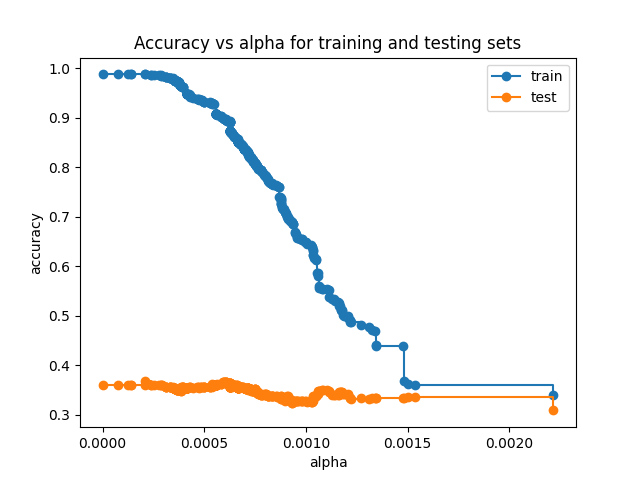 Accuracy vs alpha for training and testing sets
train
test
1.0
0.9
0.8
0.7
0.6
0.5
0.4
0.3
accuracy
0.0000 0.0005 0.0010 0.0015 0.0020
alpha